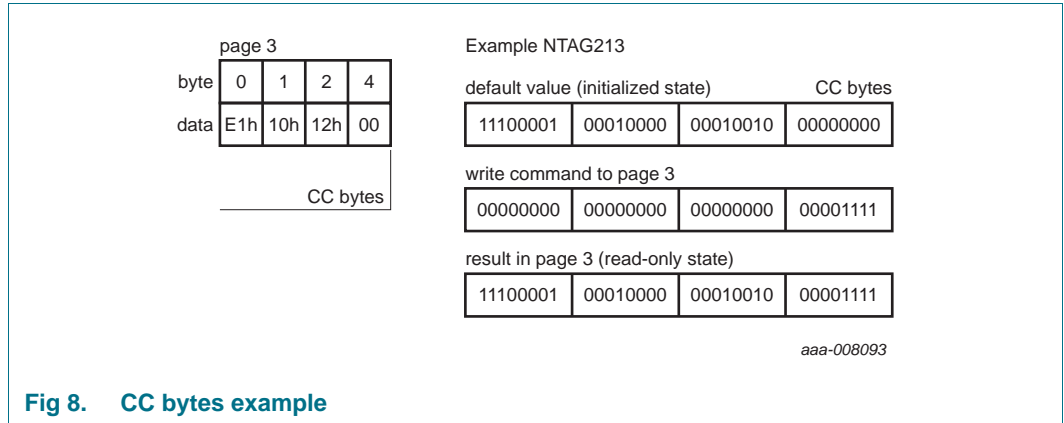 page 3
byte 0 1 2 4
data E1h 10h 12h 00
CC bytes
Example NTAG213
default value (initialized state) CC bytes
11100001 00010000 00010010 00000000
write command to page 3
00000000 00000000 00000000 00001111
result in page 3 (read-only state)
11100001 00010000 00010010 00001111
aaa-008093
Fig 8. CC bytes example